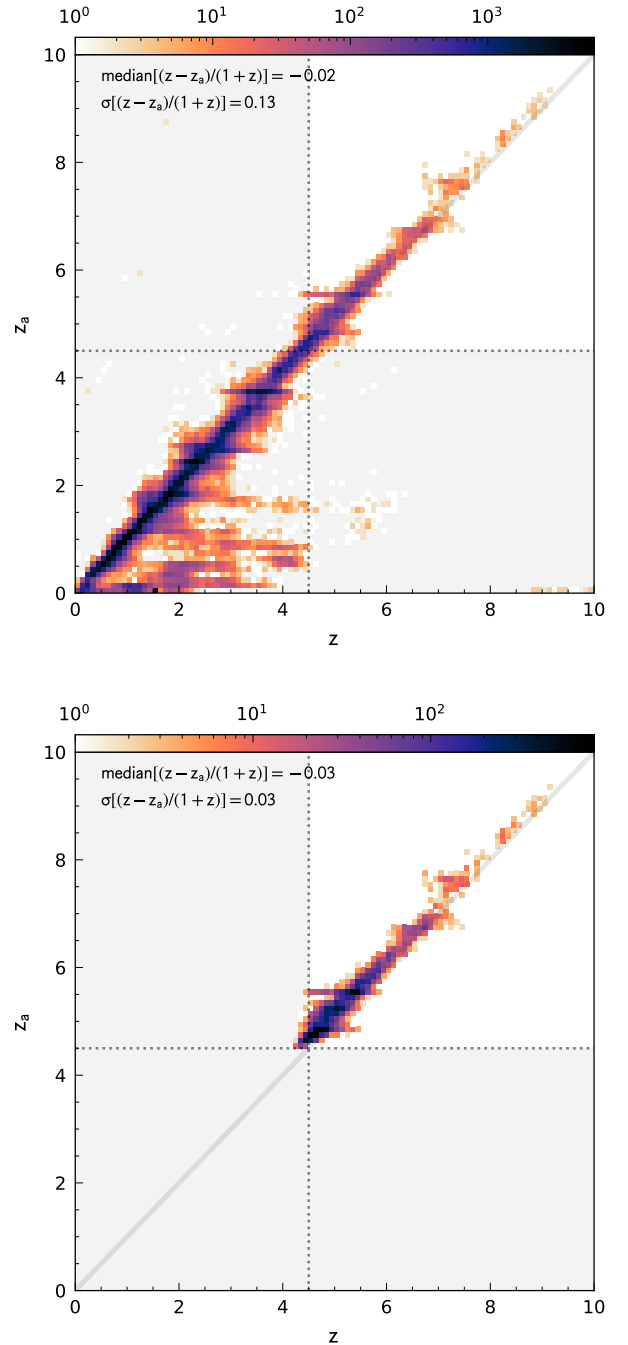 10⁰ 10¹ 10² 10³
10
median[(z − zₐ)/(1 + z)] = −0.02
σ[(z − zₐ)/(1 + z)] = 0.13
8
6
zₐ
4
2
0
0 2 4 6 8 10
z
10⁰ 10¹ 10²
10
median[(z − zₐ)/(1 + z)] = −0.03
σ[(z − zₐ)/(1 + z)] = 0.03
8
6
zₐ
4
2
0
0 2 4 6 8 10
z